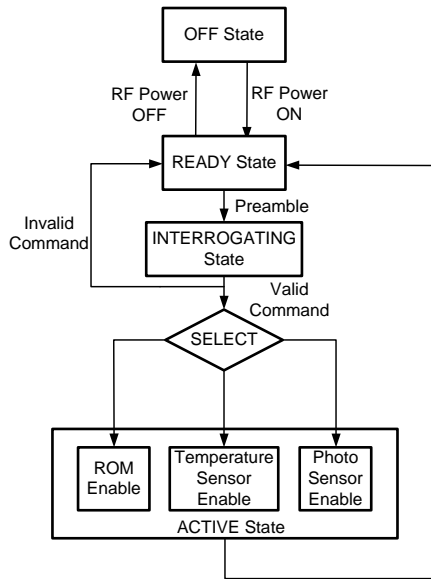 OFF State
RF Power
OFF
RF Power
ON
READY State
Preamble
Invalid
Command
INTERROGATING
State
Valid
Command
SELECT
ROM
Enable
Temperature
Sensor
Enable
Photo
Sensor
Enable
ACTIVE State